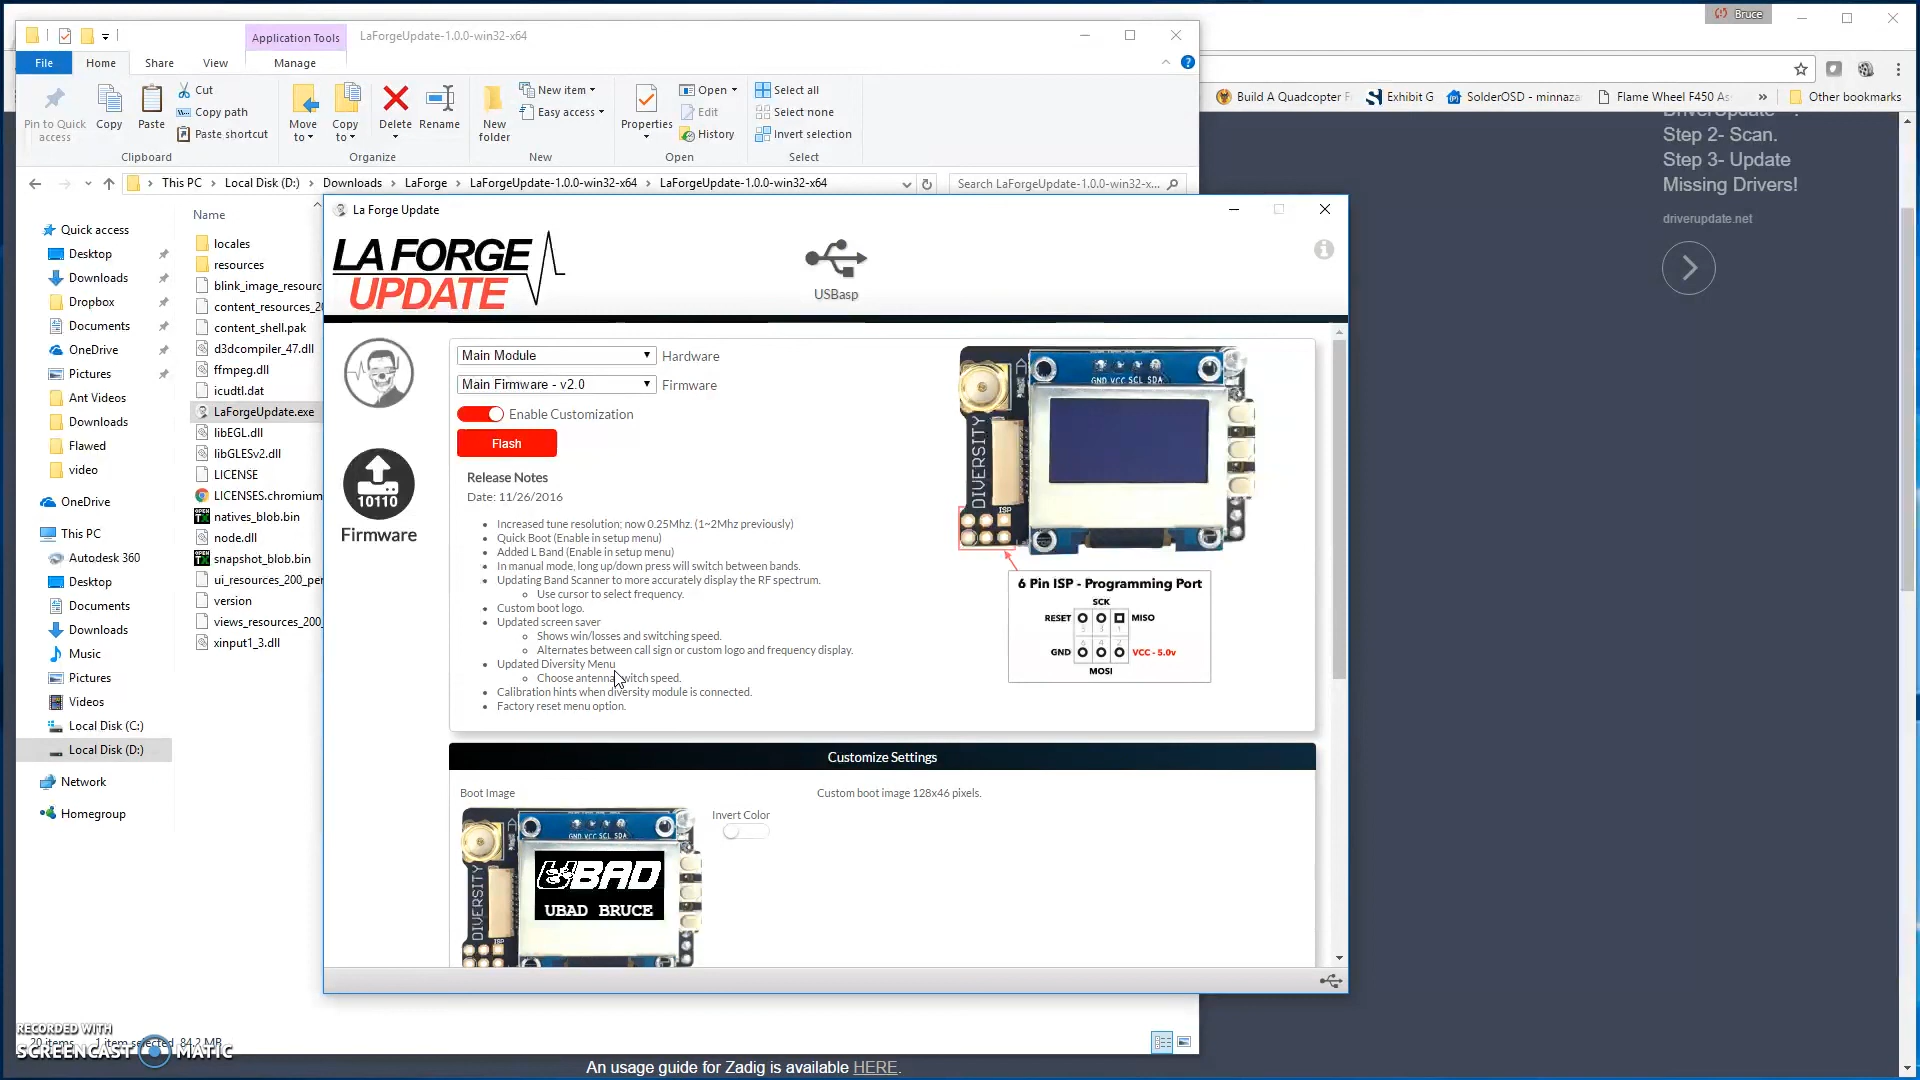 Bruce
Application Tools
LaForgeUpdate-1.0.0-win32-x64
File
Home
Share
View
Manage
Pin to Quick access
Copy
Paste
Cut
Copy path
Paste shortcut
Clipboard
Move to
Copy to
Delete
Rename
Organize
New folder
New item
Easy access
New
Properties
Open
Edit
History
Open
Select all
Select none
Invert selection
Select
Build A Quadcopter F
Exhibit G
SolderOSD - minnaza
Flame Wheel F450 As
»
Other bookmarks
This PC > Local Disk (D:) > Downloads > LaForge > LaForgeUpdate-1.0.0-win32-x64 > LaForgeUpdate-1.0.0-win32-x64
Search LaForgeUpdate-1.0.0-win32-x...
Step 2- Scan.
Step 3- Update
Missing Drivers!
driverupdate.net
Quick access
Desktop
Downloads
Dropbox
Documents
OneDrive
Pictures
Ant Videos
Downloads
Flawed
video
OneDrive
This PC
Autodesk 360
Desktop
Documents
Downloads
Music
Pictures
Videos
Local Disk (C:)
Local Disk (D:)
Network
Homegroup
Name
locales
resources
blink_image_resourc
content_resources_20
content_shell.pak
d3dcompiler_47.dll
ffmpeg.dll
icudtl.dat
LaForgeUpdate.exe
libEGL.dll
libGLESv2.dll
LICENSE
LICENSES.chromium
natives_blob.bin
node.dll
snapshot_blob.bin
ui_resources_200_per
version
views_resources_200_
xinput1_3.dll
La Forge Update
LA FORGE
UPDATE
USBasp
10110
Firmware
Main Module
Hardware
Main Firmware - v2.0
Firmware
Enable Customization
Flash
Release Notes
Date: 11/26/2016
• Increased tune resolution; now 0.25Mhz. (1~2Mhz previously)
• Quick Boot (Enable in setup menu)
• Added L Band (Enable in setup menu)
• In manual mode, long up/down press will switch between bands.
• Updating Band Scanner to more accurately display the RF spectrum.
Use cursor to select frequency.
• Custom boot logo.
• Updated screen saver
Shows win/losses and switching speed.
Alternates between call sign or custom logo and frequency display.
• Updated Diversity Menu
Choose antenna switch speed.
• Calibration hints when diversity module is connected.
• Factory reset menu option.
GND VCC SCL SDA
DIVERSITY
ISP
6 Pin ISP - Programming Port
SCK
RESET
MISO
GND
VCC - 5.0v
MOSI
Customize Settings
Boot Image
Custom boot image 128x46 pixels.
Invert Color
GND VCC SCL SDA
DIVERSITY
ISP
UBAD
UBAD BRUCE
20 items
1 item selected 84.2 MB
RECORDED WITH
SCREENCAST MATIC
An usage guide for Zadig is available HERE.